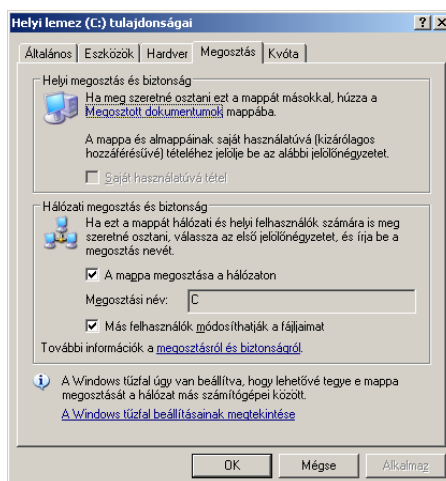 Helyi lemez (C:) tulajdonságai
Általános Eszközök Hardver Megosztás Kvóta
Helyi megosztás és biztonság
Ha meg szeretné osztani ezt a mappát másokkal, húzza a
Megosztott dokumentumok mappába.
A mappa és almappáinak saját használatúvá (kizárólagos
hozzáférésűvé) tételéhez jelölje be az alábbi jelölőnégyzetet.
Saját használatúvá tétel
Hálózati megosztás és biztonság
Ha ezt a mappát hálózati és helyi felhasználók számára is meg
szeretné osztani, válassza az első jelölőnégyzetet, és írja be a
megosztás nevét.
A mappa megosztása a hálózaton
Megosztási név: C
Más felhasználók módosíthatják a fájljaimat
További információk a megosztásról és biztonságról.
A Windows tűzfal úgy van beállítva, hogy lehetővé tegye e mappa
megosztását a hálózat más számítógépei között.
A Windows tűzfal beállításainak megtekintése
OK Mégse Alkalmaz